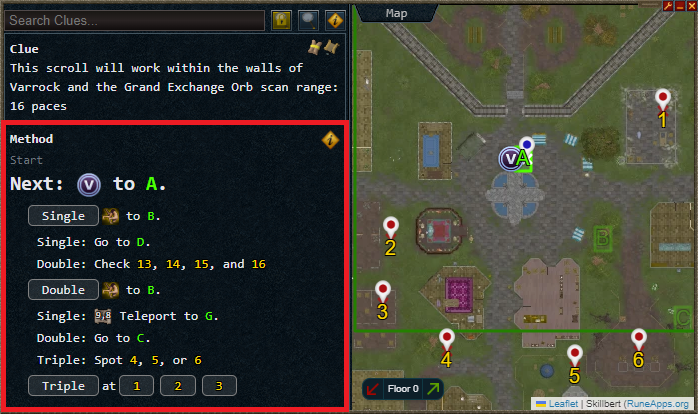 Search Clues...
Map
Clue
This scroll will work within the walls of
Varrock and the Grand Exchange Orb scan range:
16 paces
Method
Start
Next: V to A.
Single to B.
Single: Go to D.
Double: Check 13, 14, 15, and 16
Double to B.
Single: 9,8 Teleport to G.
Double: Go to C.
Triple: Spot 4, 5, or 6
Triple at 1 2 3
1
V A
B
2
3
C
4
5
6
Floor 0
Leaflet | Skillbert (RuneApps.org